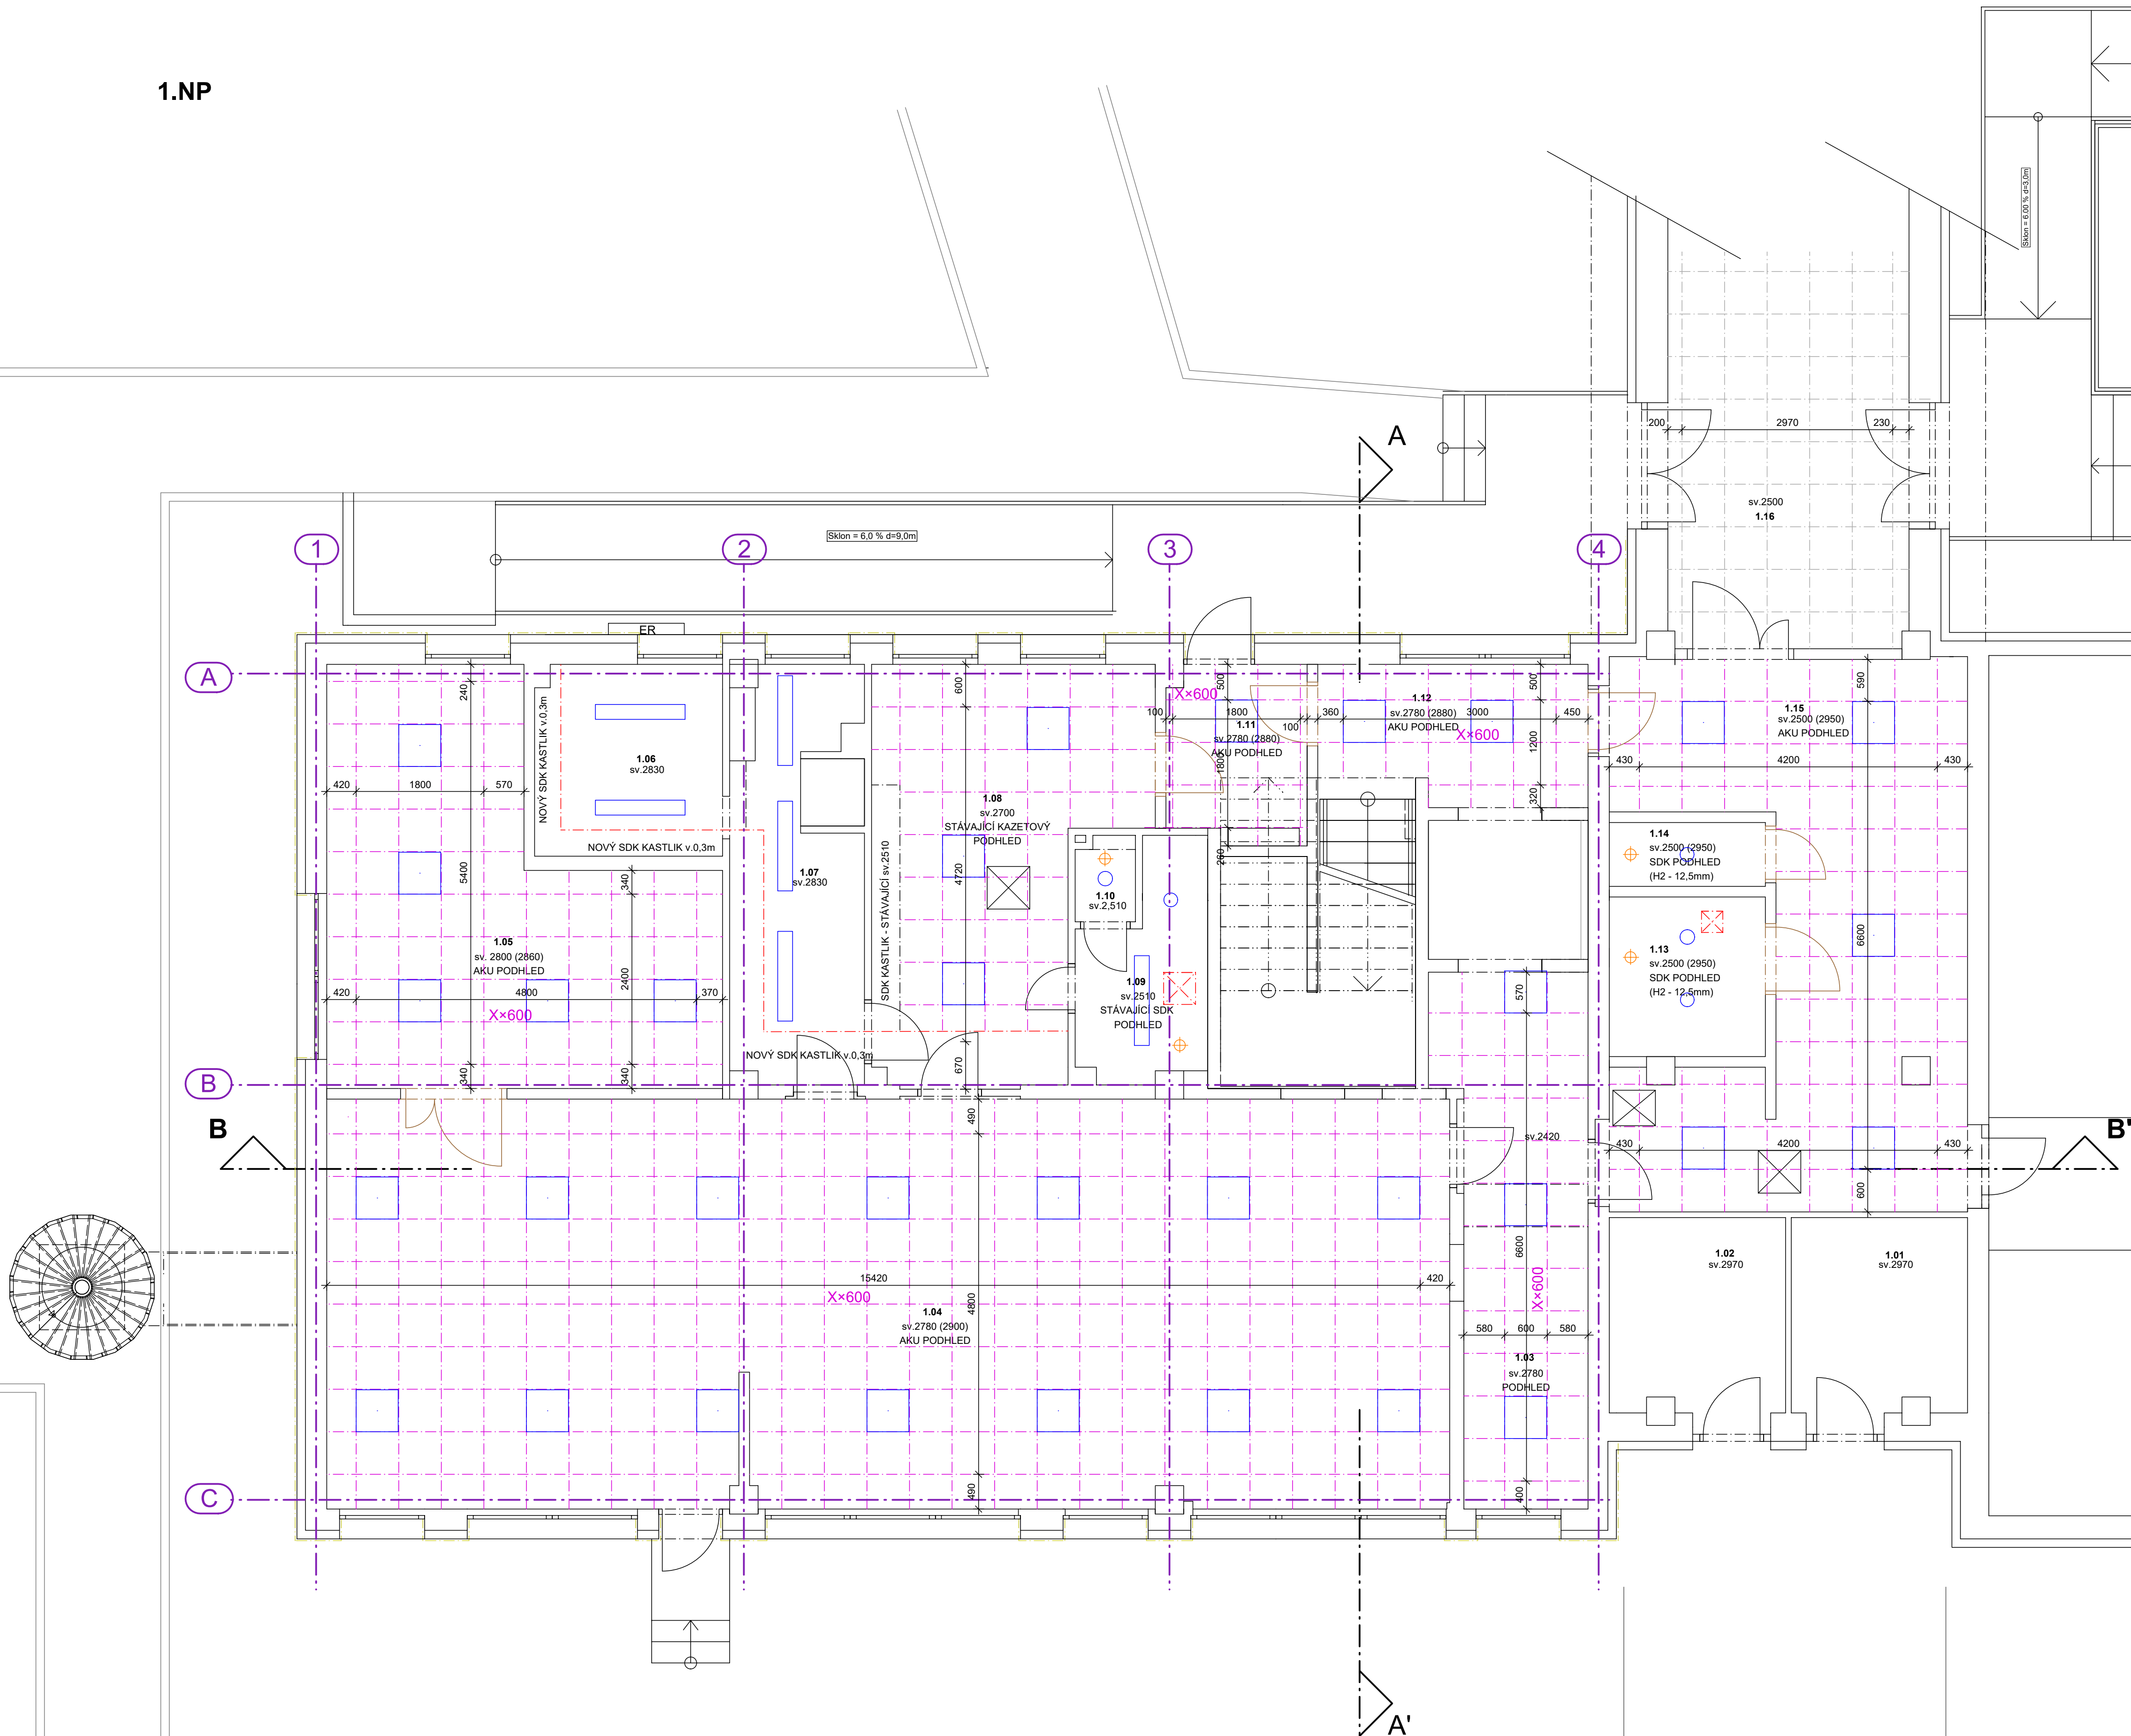 1.NP
Sklon = 6.00 % d=3.0m
A
200
2970
230
sv.2500
1.16
Sklon = 6,0 % d=9,0m
1
2
3
4
ER
A
240
NOVÝ SDK KASTLIK v.0,3m
1.06
sv.2830
420
1800
570
5400
NOVÝ SDK KASTLIK v.0,3m
340
1.07
sv.2830
SDK KASTLIK - STÁVAJÍCÍ sv.2510
600
1.08
sv.2700
STÁVAJÍCÍ KAZETOVÝ
PODHLED
4720
X×600
500
100
1800
1.11
sv.2780 (2880)
AKU PODHLED
100
1800
260
360
1.12
sv.2780 (2880)
3000
AKU PODHLED
X×600
500
450
1200
320
590
1.15
sv.2500 (2950)
AKU PODHLED
430
4200
430
1.14
sv.2500 (2950)
SDK PODHLED
(H2 - 12,5mm)
1.10
sv.2,510
1.05
sv. 2800 (2860)
AKU PODHLED
2400
420
4800
370
X×600
340
340
1.09
sv.2510
STÁVAJÍCÍ SDK
PODHLED
570
1.13
sv.2500 (2950)
SDK PODHLED
(H2 - 12,5mm)
6600
NOVÝ SDK KASTLIK v.0,3m
670
B
490
B
sv.2420
430
4200
430
B'
600
1.02
sv.2970
1.01
sv.2970
6600
15420
420
X×600
4800
1.04
sv.2780 (2900)
AKU PODHLED
X×600
580
600
580
1.03
sv.2780
PODHLED
490
400
C
A'